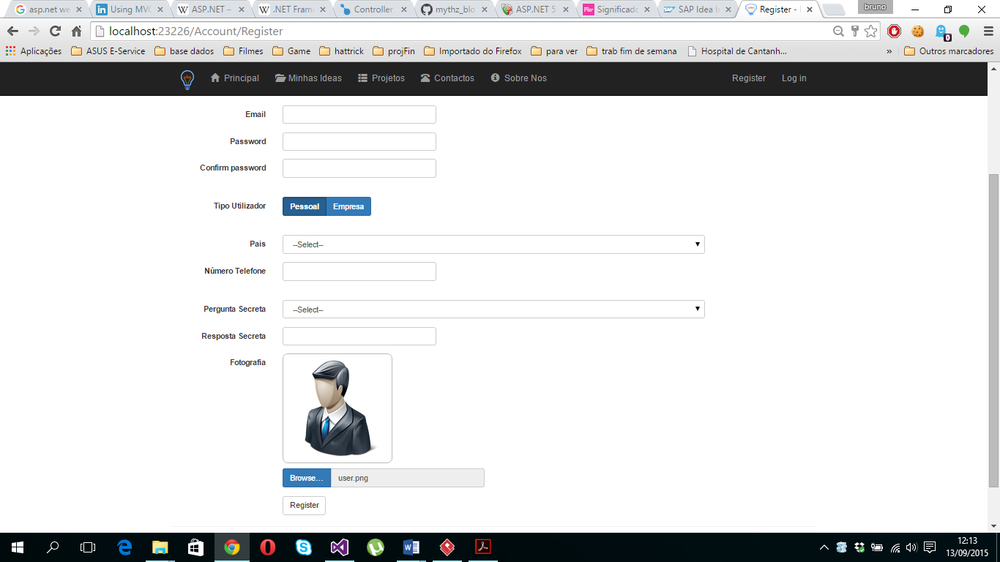 asp.net we
Using MVC
ASP.NET –
.NET Fram
Controller
mythz_blo
ASP.NET 5
Significado
SAP Idea In
Register -
bruno
localhost:23226/Account/Register
Aplicações
ASUS E-Service
base dados
Filmes
Game
hattrick
projFin
Importado do Firefox
para ver
trab fim de semana
Hospital de Cantanh...
»
Outros marcadores
0
Principal
Minhas Ideas
Projetos
Contactos
Sobre Nos
Register
Log in
Email
Password
Confirm password
Tipo Utilizador
Pessoal
Empresa
Pais
--Select--
Número Telefone
Pergunta Secreta
--Select--
Resposta Secreta
Fotografia
Browse...
user.png
Register
12:13
13/09/2015